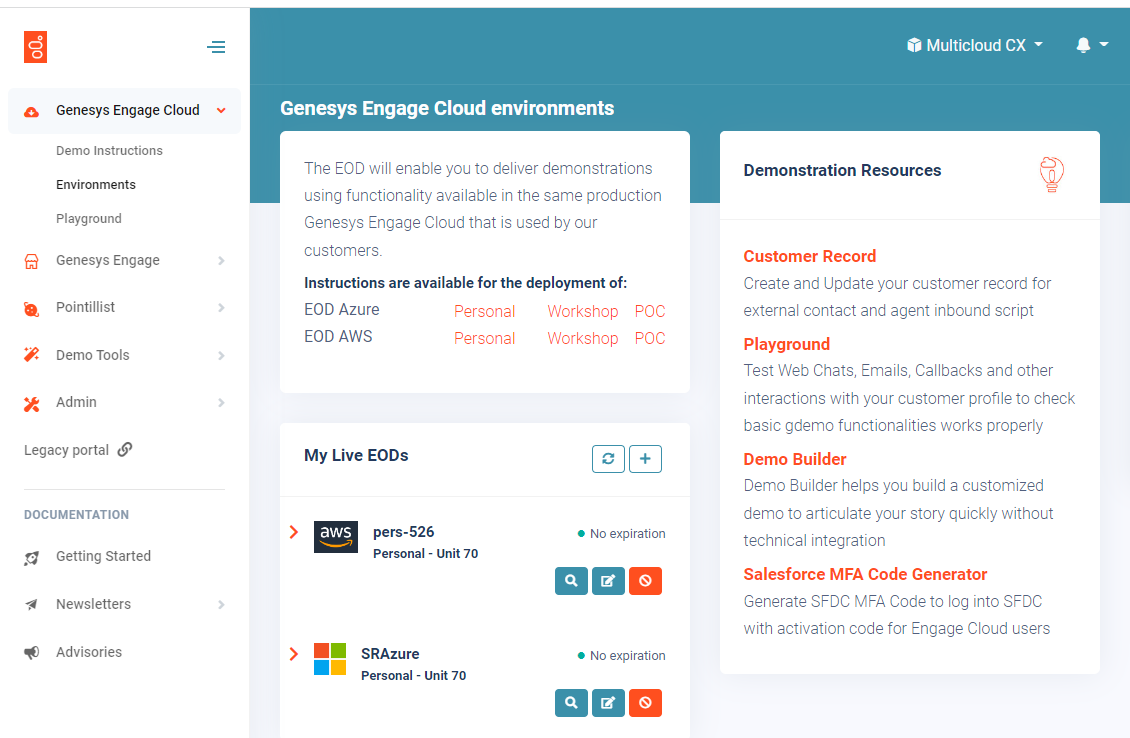 Multicloud CX
Genesys Engage Cloud
Demo Instructions
Environments
Playground
Genesys Engage
Pointillist
Demo Tools
Admin
Legacy portal
DOCUMENTATION
Getting Started
Newsletters
Advisories
Genesys Engage Cloud environments
The EOD will enable you to deliver demonstrations
using functionality available in the same production
Genesys Engage Cloud that is used by our
customers.
Instructions are available for the deployment of:
EOD Azure Personal Workshop POC
EOD AWS Personal Workshop POC
My Live EODs
aws pers-526 No expiration
Personal - Unit 70
SRAzure No expiration
Personal - Unit 70
Demonstration Resources
Customer Record
Create and Update your customer record for
external contact and agent inbound script
Playground
Test Web Chats, Emails, Callbacks and other
interactions with your customer profile to check
basic gdemo functionalities works properly
Demo Builder
Demo Builder helps you build a customized
demo to articulate your story quickly without
technical integration
Salesforce MFA Code Generator
Generate SFDC MFA Code to log into SFDC
with activation code for Engage Cloud users